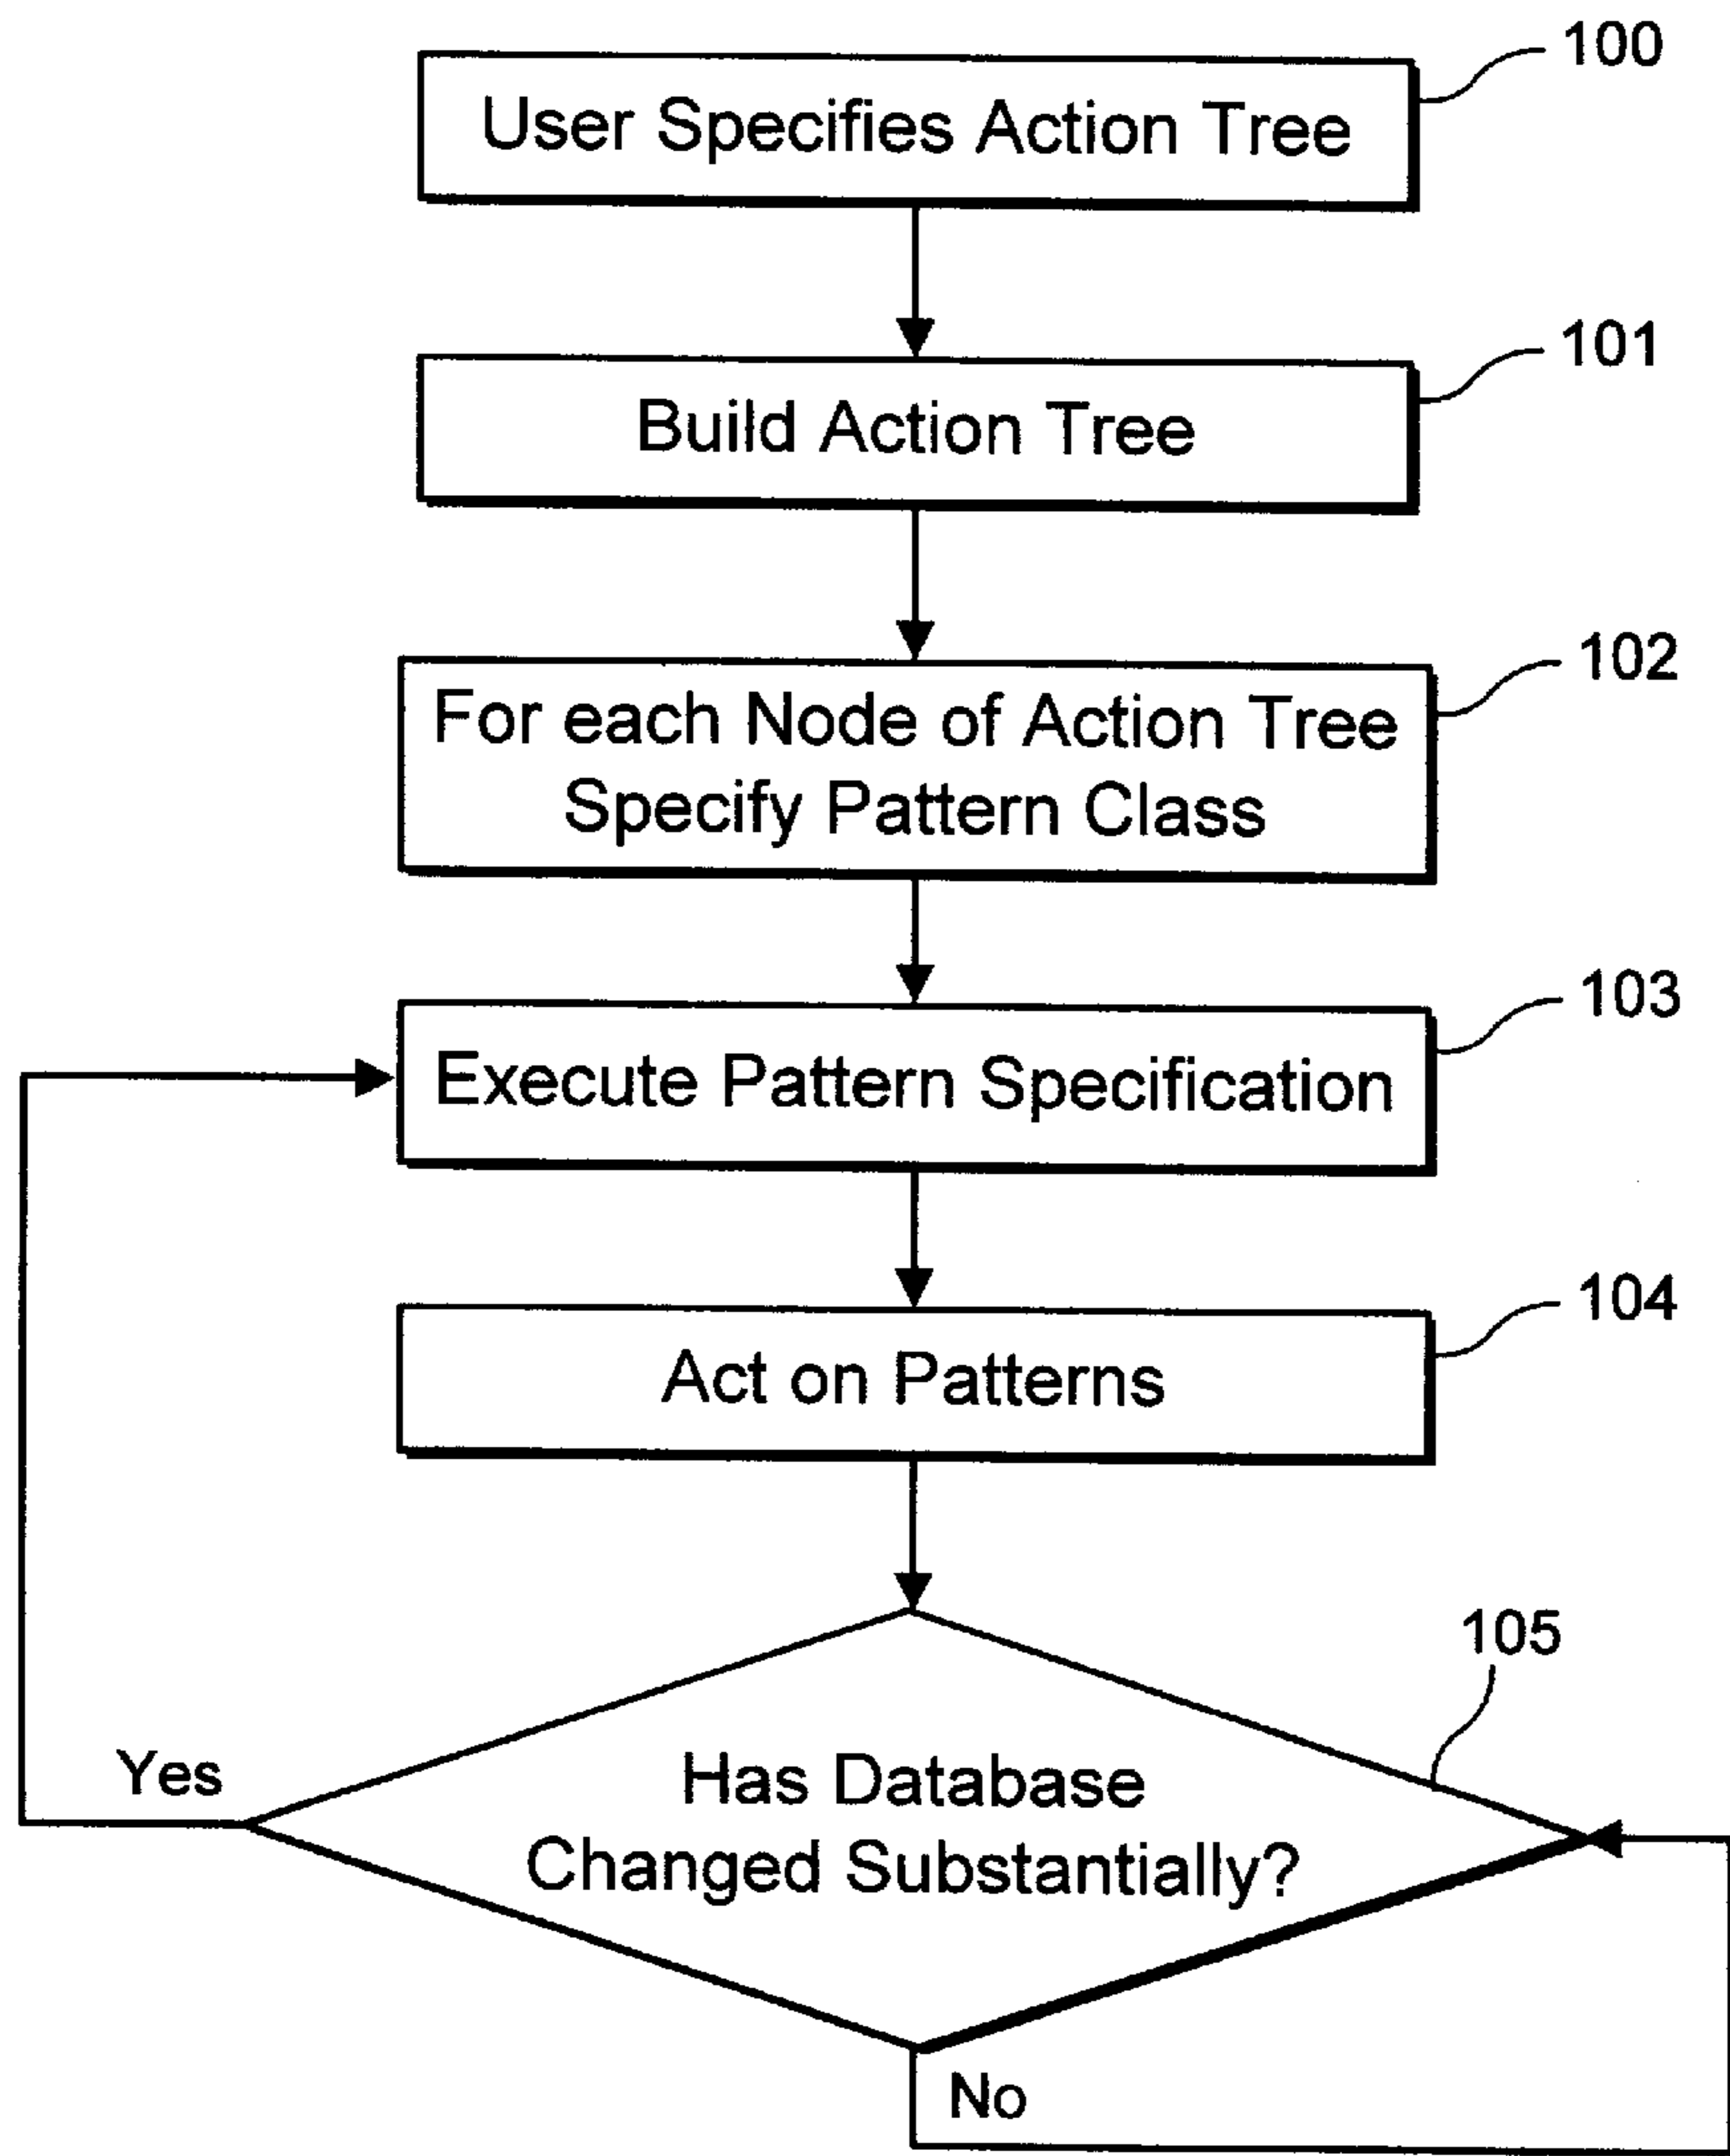 100
User Specifies Action Tree
101
Build Action Tree
102
For each Node of Action Tree
Specify Pattern Class
103
Execute Pattern Specification
104
Act on Patterns
105
Yes
Has Database
Changed Substantially?
No